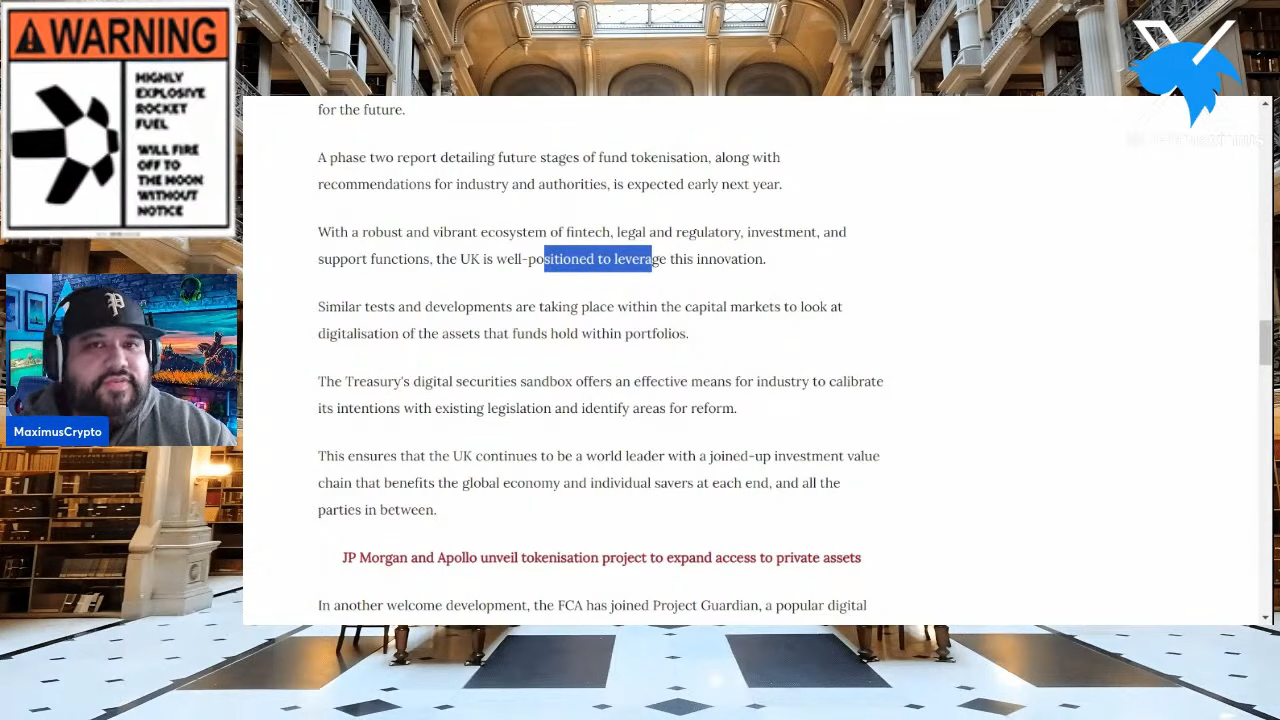 WARNING
HIGHLY
EXPLOSIVE
ROCKET
FUEL
WILL FIRE
OFF TO
THE MOON
WITHOUT
NOTICE
MaximusCrypto
for the future.
A phase two report detailing future stages of fund tokenisation, along with
recommendations for industry and authorities, is expected early next year.
With a robust and vibrant ecosystem of fintech, legal and regulatory, investment, and
support functions, the UK is well-positioned to leverage this innovation.
Similar tests and developments are taking place within the capital markets to look at
digitalisation of the assets that funds hold within portfolios.
The Treasury's digital securities sandbox offers an effective means for industry to calibrate
its intentions with existing legislation and identify areas for reform.
This ensures that the UK continues to be a world leader with a joined-up investment value
chain that benefits the global economy and individual savers at each end, and all the
parties in between.
JP Morgan and Apollo unveil tokenisation project to expand access to private assets
In another welcome development, the FCA has joined Project Guardian, a popular digital